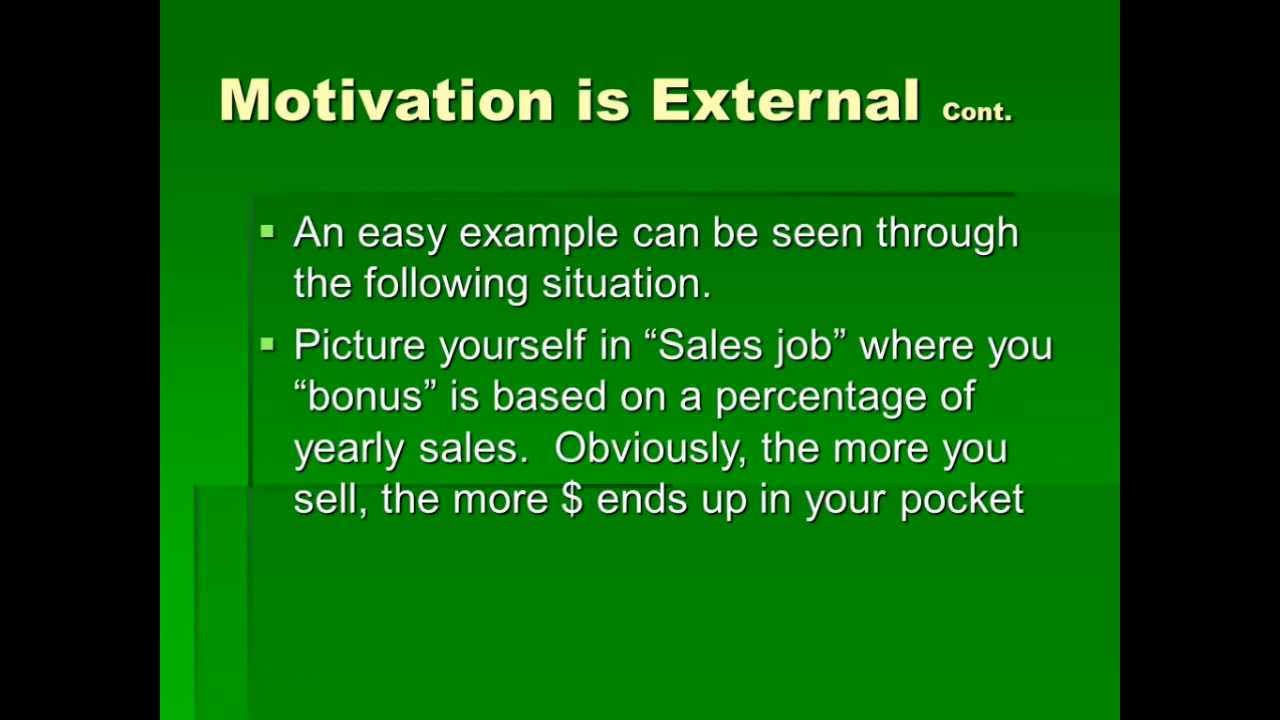 Motivation is External Cont.
▪ An easy example can be seen through
the following situation.
▪ Picture yourself in “Sales job” where you
“bonus” is based on a percentage of
yearly sales.  Obviously, the more you
sell, the more $ ends up in your pocket